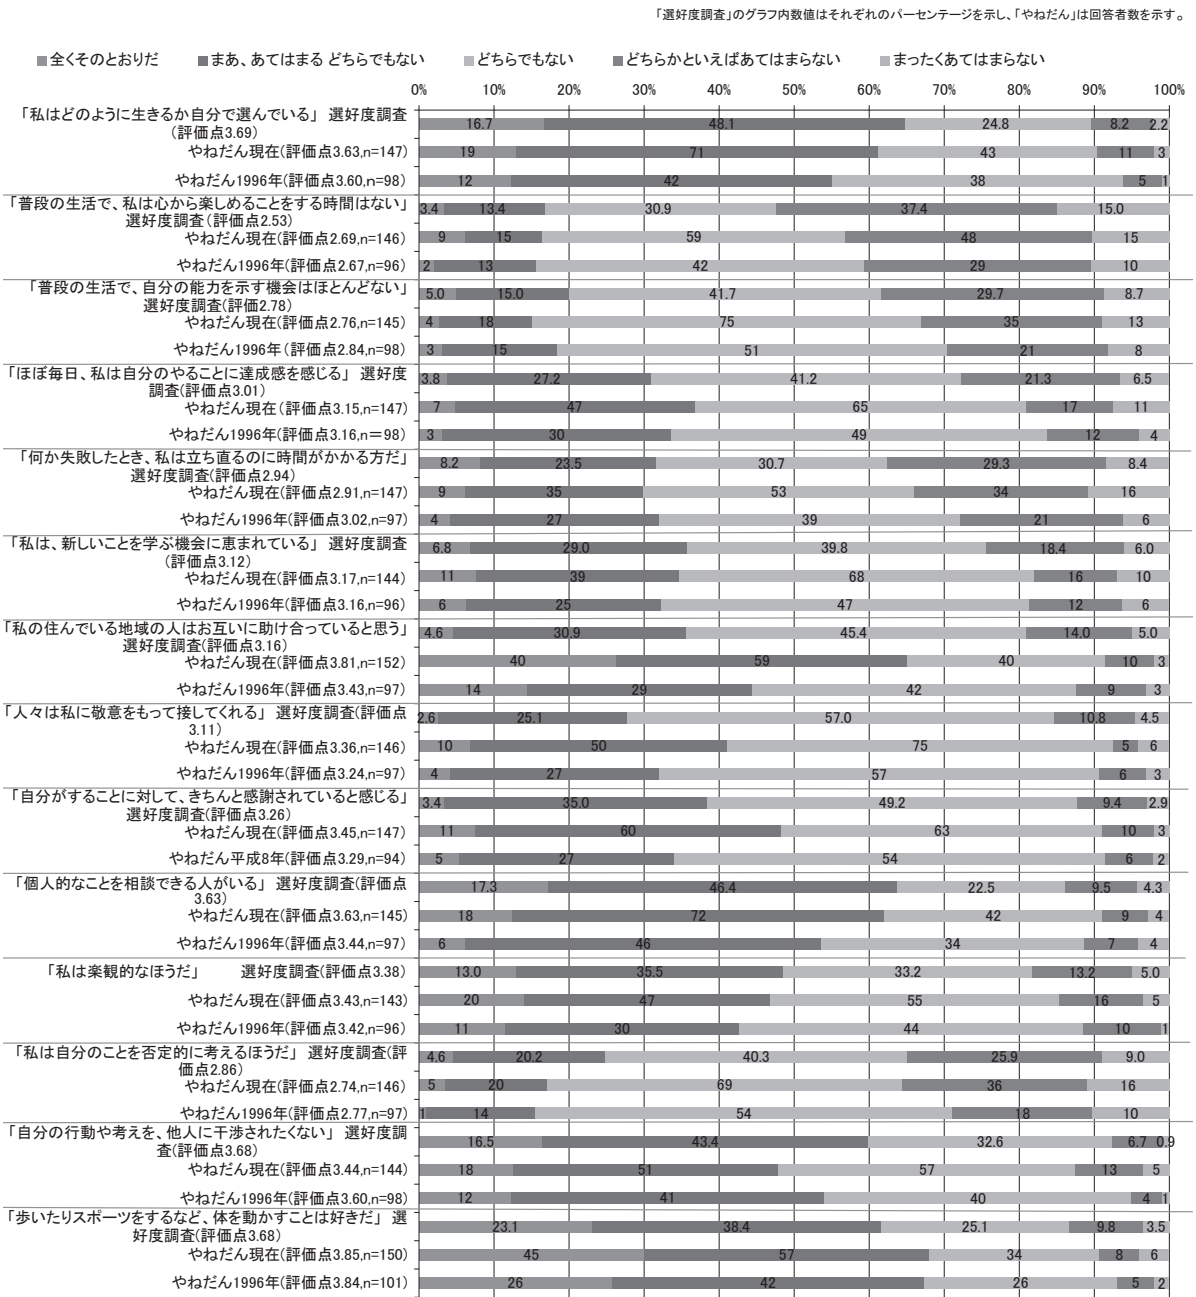 「選好度調査」のグラフ内数値はそれぞれのパーセンテージを示し、「やねだん」は回答者数を示す。
■全くそのとおりだ ■まあ、あてはまる どちらでもない ■どちらでもない ■どちらかといえばあてはまらない ■まったくあてはまらない
0% 10% 20% 30% 40% 50% 60% 70% 80% 90% 100%
「私はどのように生きるか自分で選んでいる」 選好度調査
(評価点3.69)
16.7 48.1 24.8 8.2 2.2
やねだん現在(評価点3.63,n=147) 19 71 43 11 3
やねだん1996年(評価点3.60,n=98) 12 42 38 5 1
「普段の生活で、私は心から楽しめることをする時間はない」
選好度調査(評価点2.53)
3.4 13.4 30.9 37.4 15.0
やねだん現在(評価点2.69,n=146) 9 15 59 48 15
やねだん1996年(評価点2.67,n=96) 2 13 42 29 10
「普段の生活で、自分の能力を示す機会はほとんどない」
選好度調査(評価2.78)
5.0 15.0 41.7 29.7 8.7
やねだん現在(評価点2.76,n=145) 4 18 75 35 13
やねだん1996年(評価点2.84,n=98) 3 15 51 21 8
「ほぼ毎日、私は自分のやることに達成感を感じる」 選好度
調査(評価点3.01)
3.8 27.2 41.2 21.3 6.5
やねだん現在(評価点3.15,n=147) 7 47 65 17 11
やねだん1996年(評価点3.16,n=98) 3 30 49 12 4
「何か失敗したとき、私は立ち直るのに時間がかかる方だ」
選好度調査(評価点2.94)
8.2 23.5 30.7 29.3 8.4
やねだん現在(評価点2.91,n=147) 9 35 53 34 16
やねだん1996年(評価点3.02,n=97) 4 27 39 21 6
「私は、新しいことを学ぶ機会に恵まれている」 選好度調査
(評価点3.12)
6.8 29.0 39.8 18.4 6.0
やねだん現在(評価点3.17,n=144) 11 39 68 16 10
やねだん1996年(評価点3.16,n=96) 6 25 47 12 6
「私の住んでいる地域の人はお互いに助け合っていると思う」
選好度調査(評価点3.16)
4.6 30.9 45.4 14.0 5.0
やねだん現在(評価点3.81,n=152) 40 59 40 10 3
やねだん1996年(評価点3.43,n=97) 14 29 42 9 3
「人々は私に敬意をもって接してくれる」 選好度調査(評価点
3.11)
2.6 25.1 57.0 10.8 4.5
やねだん現在(評価点3.36,n=146) 10 50 75 5 6
やねだん1996年(評価点3.24,n=97) 4 27 57 6 3
「自分がすることに対して、きちんと感謝されていると感じる」
選好度調査(評価点3.26)
3.4 35.0 49.2 9.4 2.9
やねだん現在(評価点3.45,n=147) 11 60 63 10 3
やねだん平成8年(評価点3.29,n=94) 5 27 54 6 2
「個人的なことを相談できる人がいる」 選好度調査(評価点
3.63)
17.3 46.4 22.5 9.5 4.3
やねだん現在(評価点3.63,n=145) 18 72 42 9 4
やねだん1996年(評価点3.44,n=97) 6 46 34 7 4
「私は楽観的なほうだ」 選好度調査(評価点3.38) 13.0 35.5 33.2 13.2 5.0
やねだん現在(評価点3.43,n=143) 20 47 55 16 5
やねだん1996年(評価点3.42,n=96) 11 30 44 10 1
「私は自分のことを否定的に考えるほうだ」 選好度調査(評
価点2.86)
4.6 20.2 40.3 25.9 9.0
やねだん現在(評価点2.74,n=146) 5 20 69 36 16
やねだん1996年(評価点2.77,n=97) 1 14 54 18 10
「自分の行動や考えを、他人に干渉されたくない」 選好度調
査(評価点3.68)
16.5 43.4 32.6 6.7 0.9
やねだん現在(評価点3.44,n=144) 18 51 57 13 5
やねだん1996年(評価点3.60,n=98) 12 41 40 4 1
「歩いたりスポーツをするなど、体を動かすことは好きだ」 選
好度調査(評価点3.68)
23.1 38.4 25.1 9.8 3.5
やねだん現在(評価点3.85,n=150) 45 57 34 8 6
やねだん1996年(評価点3.84,n=101) 26 42 26 5 2